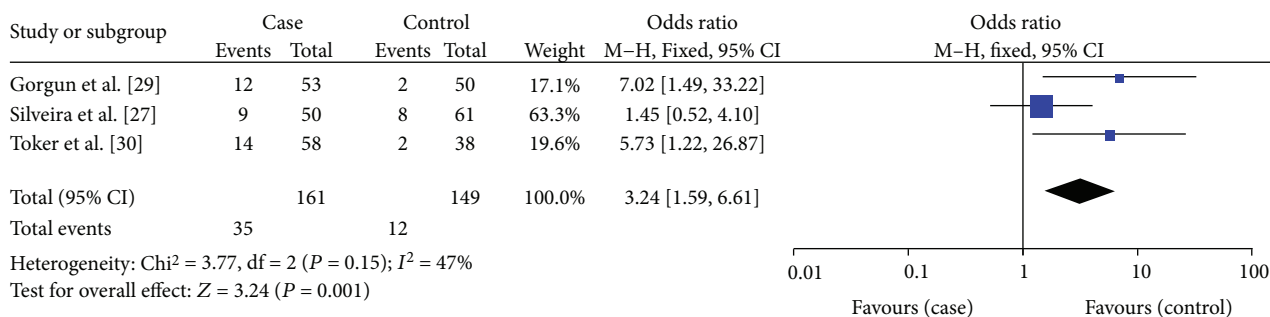 Study or subgroup Case Control Weight Odds ratio Odds ratio
Events Total Events Total M–H, Fixed, 95% CI M–H, fixed, 95% CI
Gorgun et al. [29] 12 53 2 50 17.1% 7.02 [1.49, 33.22]
Silveira et al. [27] 9 50 8 61 63.3% 1.45 [0.52, 4.10]
Toker et al. [30] 14 58 2 38 19.6% 5.73 [1.22, 26.87]
Total (95% CI) 161 149 100.0% 3.24 [1.59, 6.61]
Total events 35 12
Heterogeneity: Chi² = 3.77, df = 2 (P = 0.15); I² = 47%
Test for overall effect: Z = 3.24 (P = 0.001)
0.01 0.1 1 10 100
Favours (case) Favours (control)